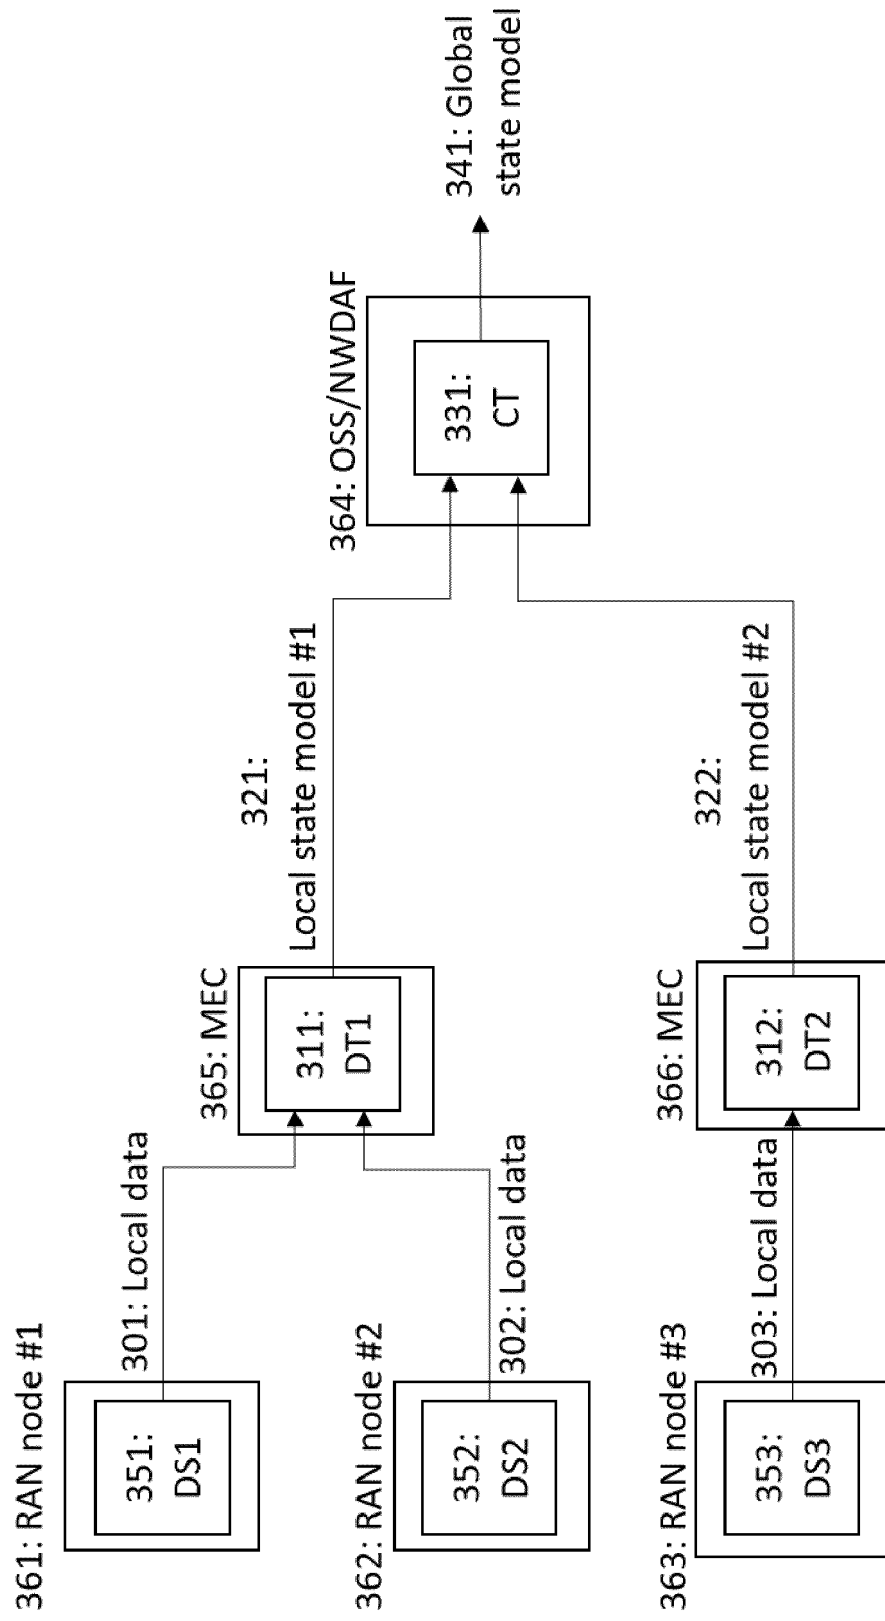 361: RAN node #1
351:
DS1
301: Local data
362: RAN node #2
352:
DS2
302: Local data
363: RAN node #3
353:
DS3
303: Local data
365: MEC
311:
DT1
366: MEC
312:
DT2
321:
Local state model #1
322:
Local state model #2
364: OSS/NWDAF
331:
CT
341: Global
state model